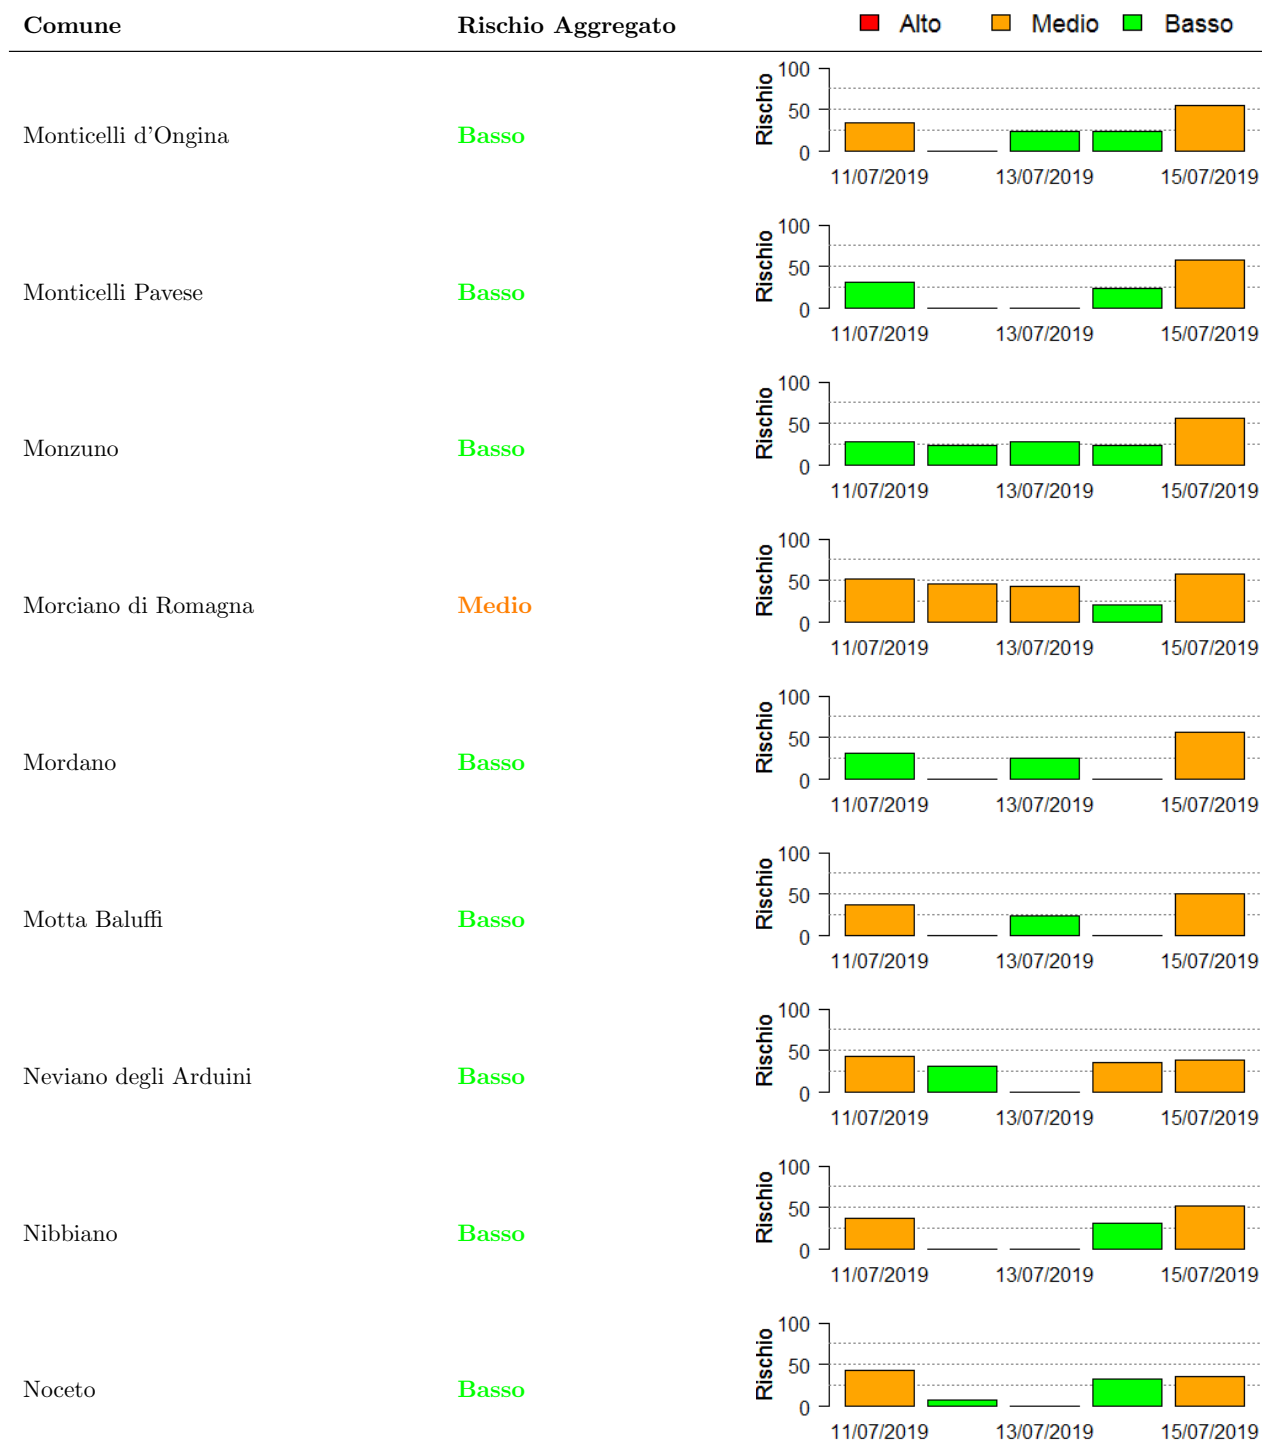 Comune Rischio Aggregato Alto Medio Basso
Monticelli d'Ongina Basso Rischio 100 50 0
11/07/2019 13/07/2019 15/07/2019
Monticelli Pavese Basso Rischio 100 50 0
11/07/2019 13/07/2019 15/07/2019
Monzuno Basso Rischio 100 50 0
11/07/2019 13/07/2019 15/07/2019
Morciano di Romagna Medio Rischio 100 50 0
11/07/2019 13/07/2019 15/07/2019
Mordano Basso Rischio 100 50 0
11/07/2019 13/07/2019 15/07/2019
Motta Baluffi Basso Rischio 100 50 0
11/07/2019 13/07/2019 15/07/2019
Neviano degli Arduini Basso Rischio 100 50 0
11/07/2019 13/07/2019 15/07/2019
Nibbiano Basso Rischio 100 50 0
11/07/2019 13/07/2019 15/07/2019
Noceto Basso Rischio 100 50 0
11/07/2019 13/07/2019 15/07/2019